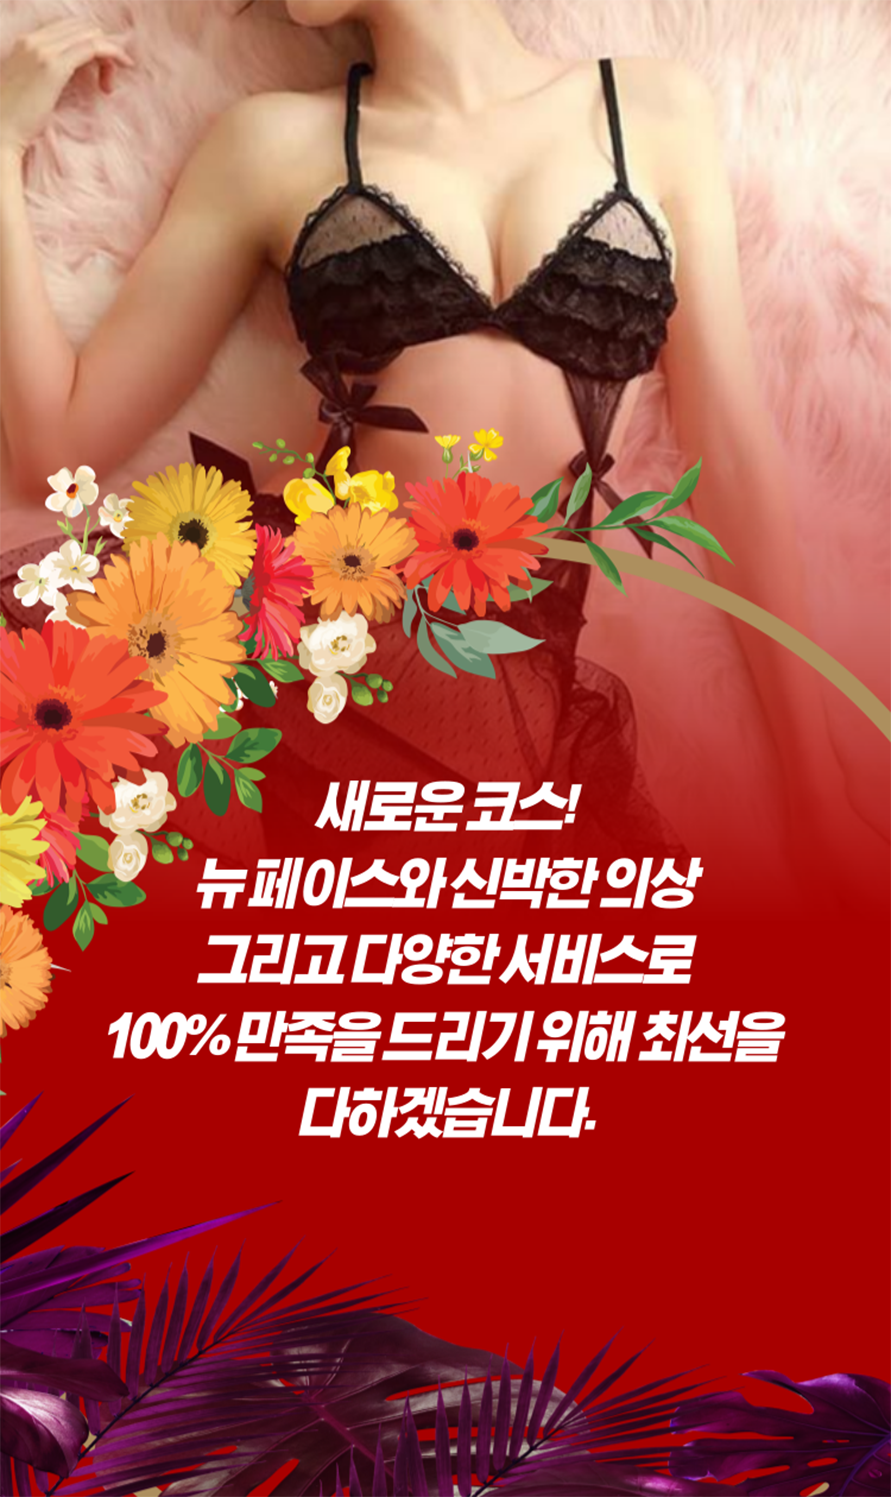 새로운 코스!
뉴 페이스와 신박한 의상
그리고 다양한 서비스로
100% 만족을 드리기 위해 최선을
다하겠습니다.